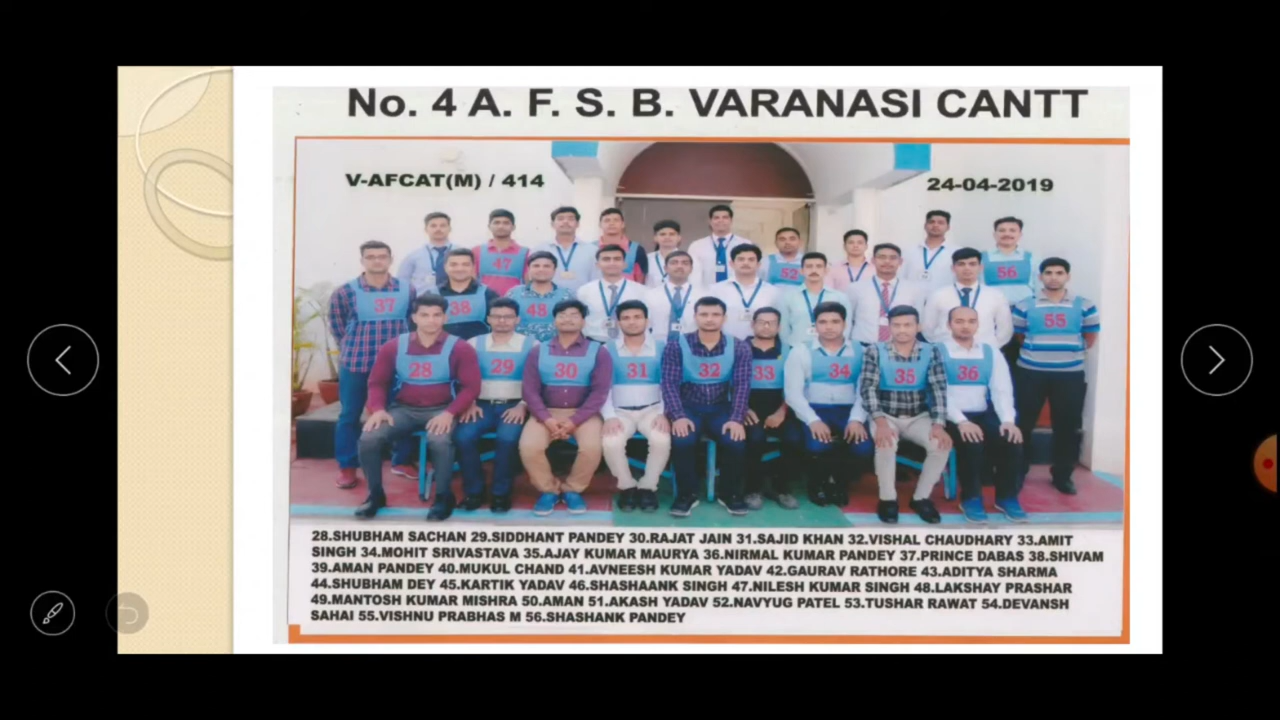 No. 4 A. F. S. B. VARANASI CANTT
V-AFCAT(M) / 414
24-04-2019
47
52
56
37
38
48
55
28
29
30
31
32
33
34
35
36
28.SHUBHAM SACHAN 29.SIDDHANT PANDEY 30.RAJAT JAIN 31.SAJID KHAN 32.VISHAL CHAUDHARY 33.AMIT
SINGH 34.MOHIT SRIVASTAVA 35.AJAY KUMAR MAURYA 36.NIRMAL KUMAR PANDEY 37.PRINCE DABAS 38.SHIVAM
39.AMAN PANDEY 40.MUKUL CHAND 41.AVNEESH KUMAR YADAV 42.GAURAV RATHORE 43.ADITYA SHARMA
44.SHUBHAM DEY 45.KARTIK YADAV 46.SHASHAANK SINGH 47.NILESH KUMAR SINGH 48.LAKSHAY PRASHAR
49.MANTOSH KUMAR MISHRA 50.AMAN 51.AKASH YADAV 52.NAVYUG PATEL 53.TUSHAR RAWAT 54.DEVANSH
SAHAI 55.VISHNU PRABHAS M 56.SHASHANK PANDEY